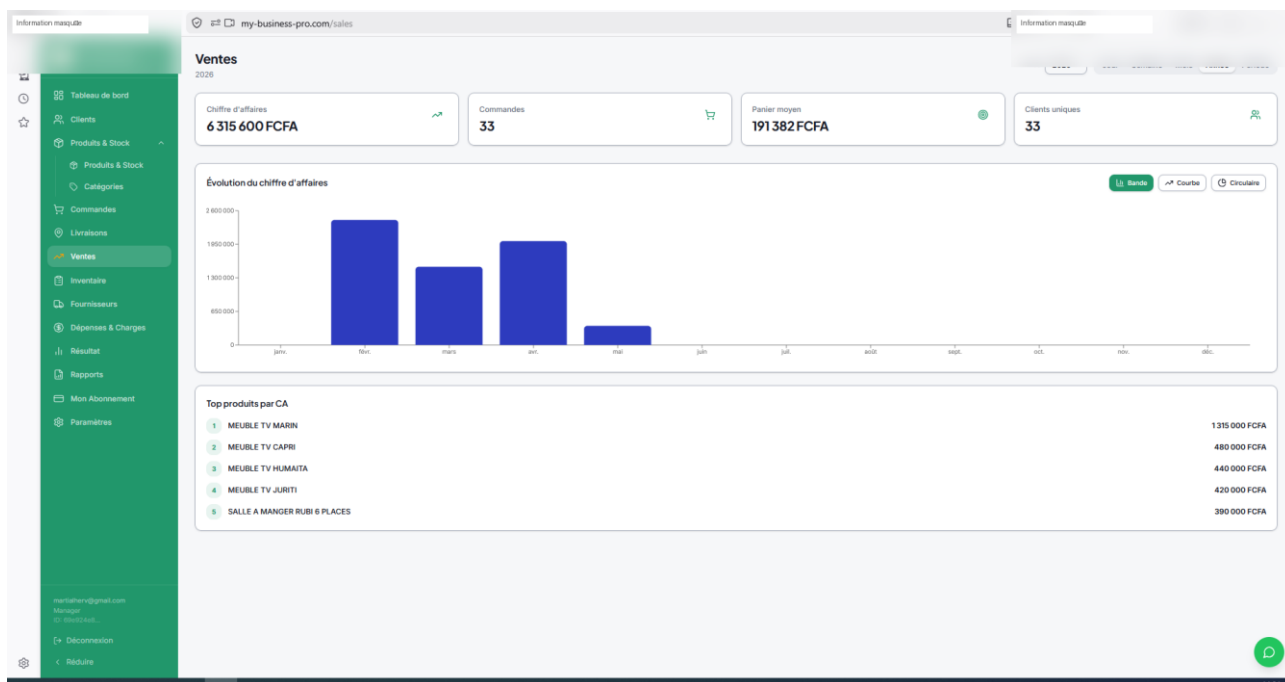 Information masquée
my-business-pro.com/sales
Information masquée
Tableau de bord
Clients
Produits & Stock
Produits & Stock
Catégories
Commandes
Livraisons
Ventes
Inventaire
Fournisseurs
Dépenses & Charges
Résultat
Rapports
Mon Abonnement
Paramètres
Manager
Déconnexion
Réduire
Ventes
2026
Chiffre d'affaires
6 315 600 FCFA
Commandes
33
Panier moyen
191 382 FCFA
Clients uniques
33
Évolution du chiffre d'affaires
Bande Courbe Circulaire
2 600 000
1 950 000
1 300 000
650 000
0
janv. févr. mars avr. mai juin juil. août sept. oct. nov. déc.
Top produits par CA
1 MEUBLE TV MARIN 1 315 000 FCFA
2 MEUBLE TV CAPRI 480 000 FCFA
3 MEUBLE TV HUMAITA 440 000 FCFA
4 MEUBLE TV JURITI 420 000 FCFA
5 SALLE A MANGER RUBI 6 PLACES 390 000 FCFA